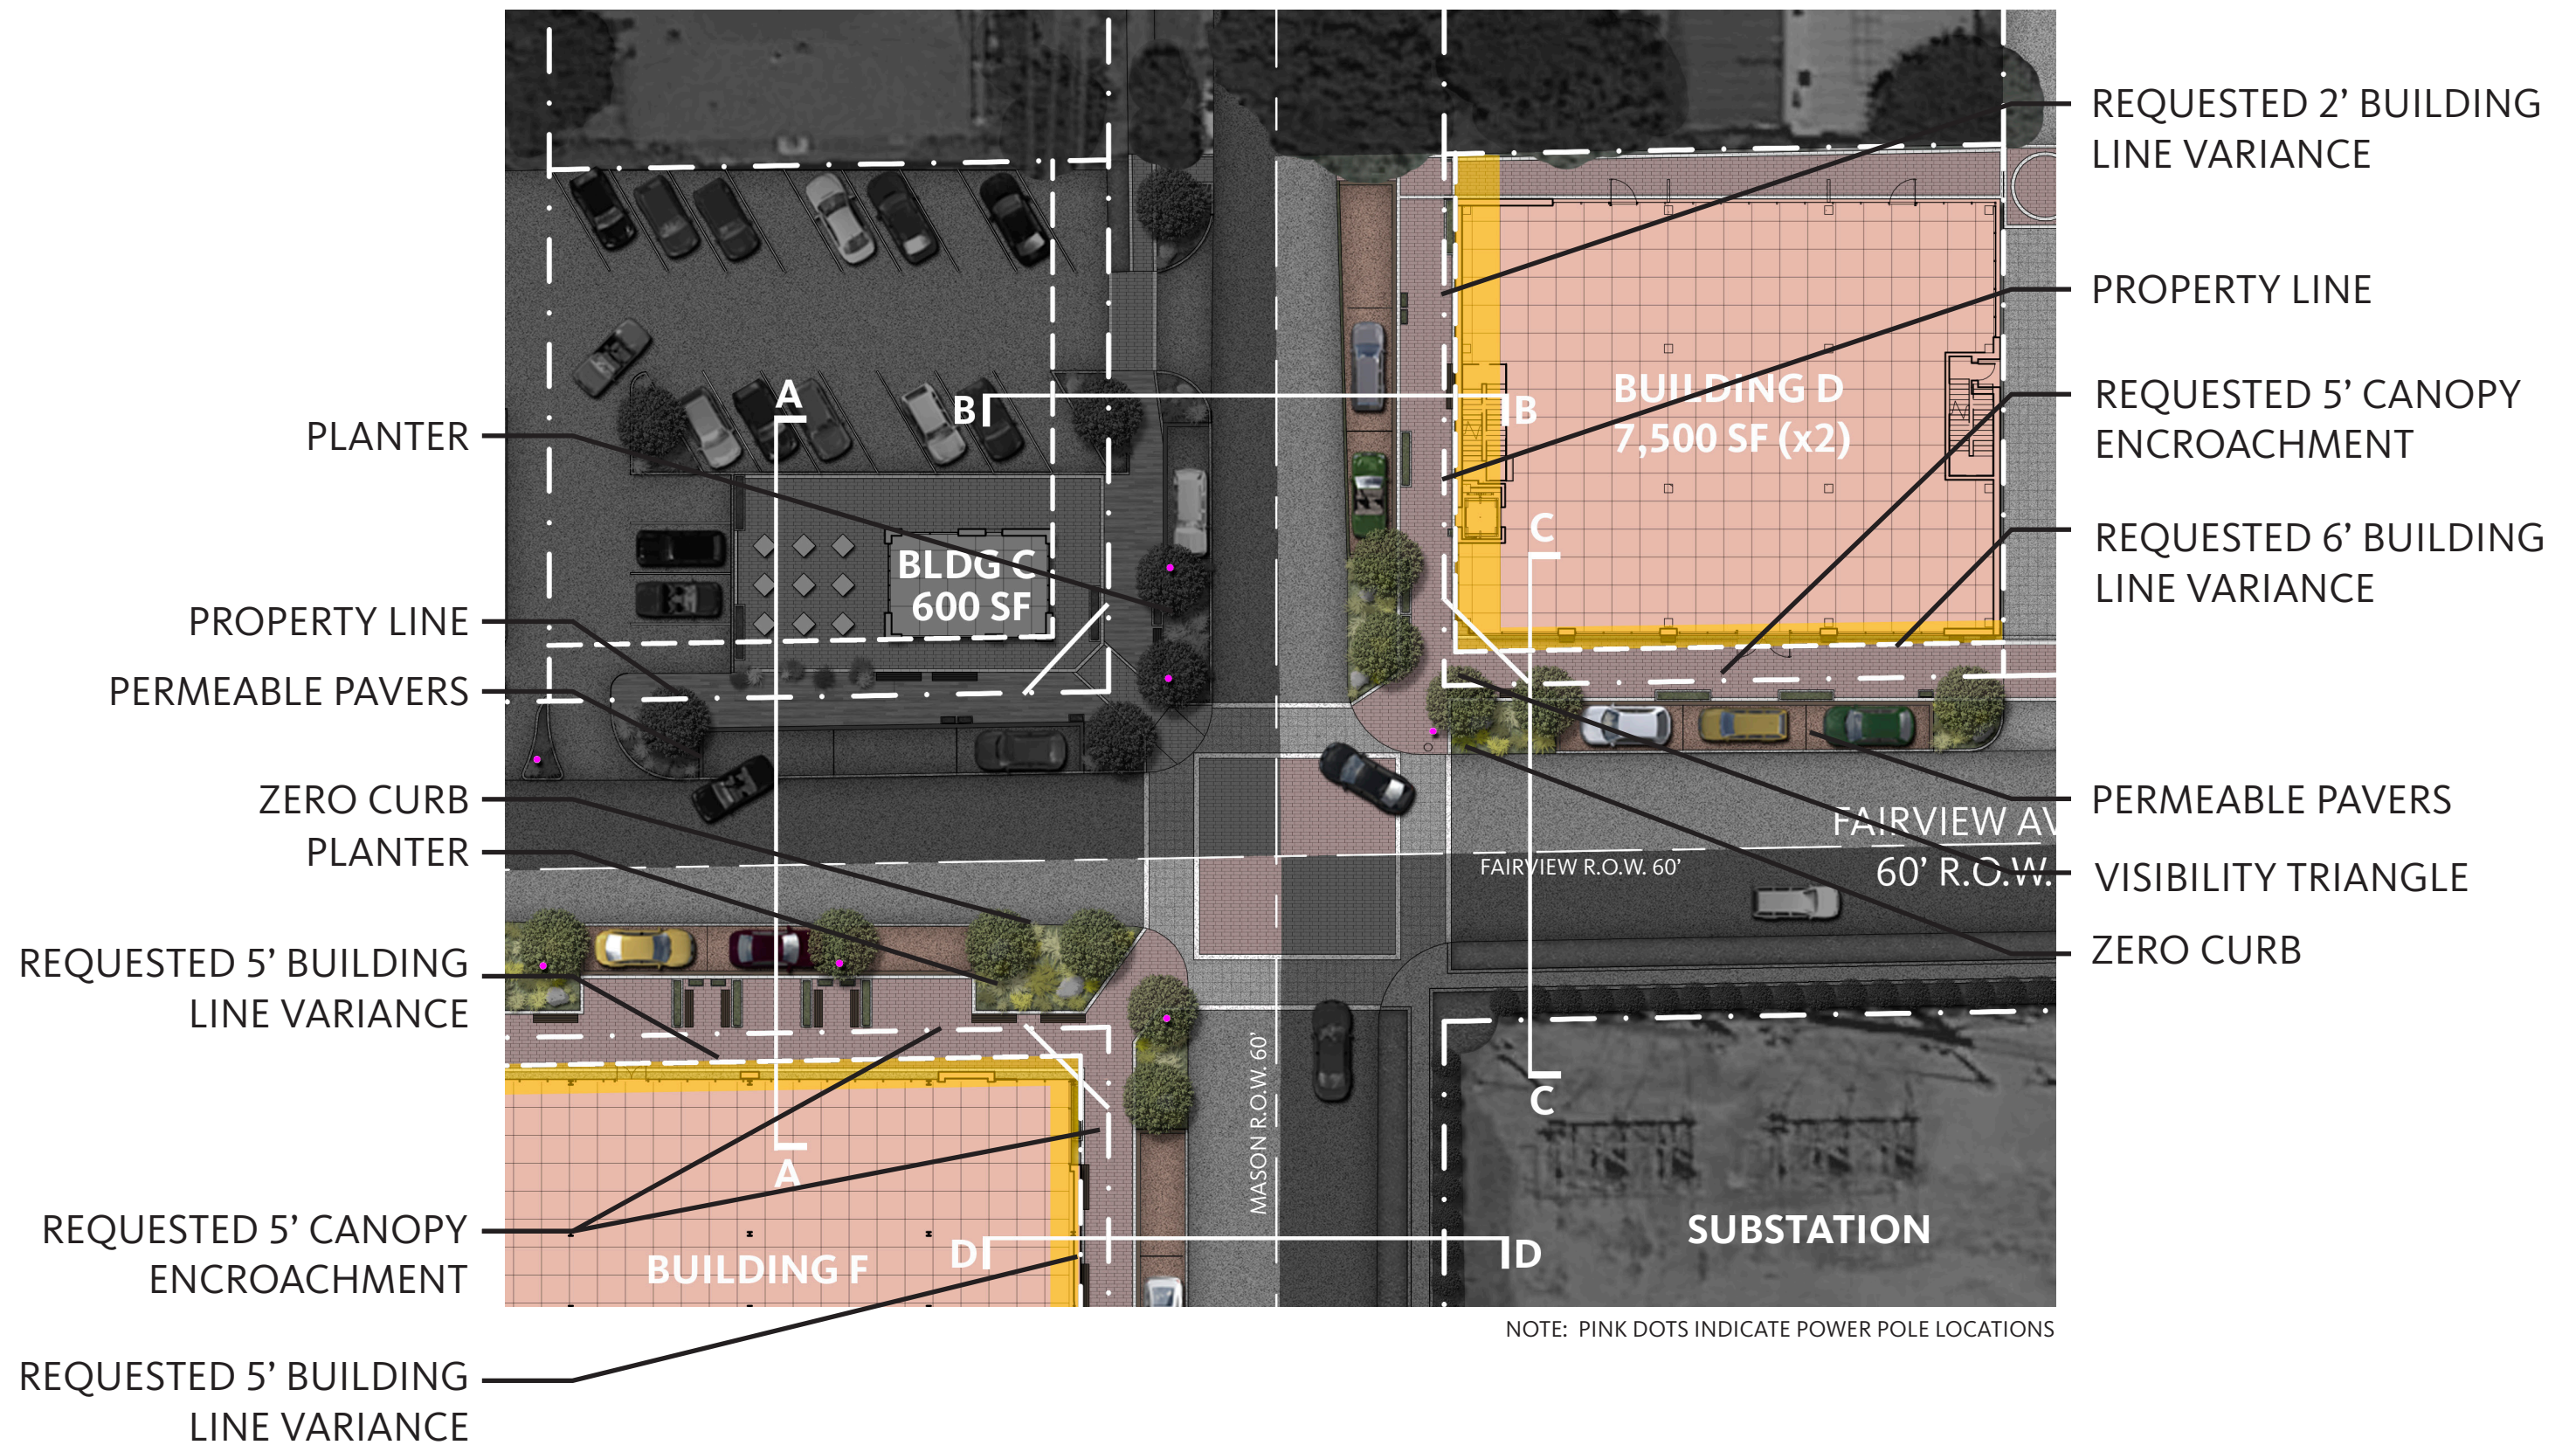 REQUESTED 2’ BUILDING
LINE VARIANCE
PROPERTY LINE
REQUESTED 5’ CANOPY
ENCROACHMENT
REQUESTED 6’ BUILDING
LINE VARIANCE
PERMEABLE PAVERS
VISIBILITY TRIANGLE
ZERO CURB
PLANTER
PROPERTY LINE
PERMEABLE PAVERS
ZERO CURB
PLANTER
REQUESTED 5’ BUILDING
LINE VARIANCE
REQUESTED 5’ CANOPY
ENCROACHMENT
REQUESTED 5’ BUILDING
LINE VARIANCE
A
B
B
BUILDING D
7,500 SF (x2)
C
BLDG C
600 SF
FAIRVIEW AV
60’ R.O.W.
FAIRVIEW R.O.W. 60’
MASON R.O.W. 60’
C
A
SUBSTATION
BUILDING F
D
D
NOTE: PINK DOTS INDICATE POWER POLE LOCATIONS